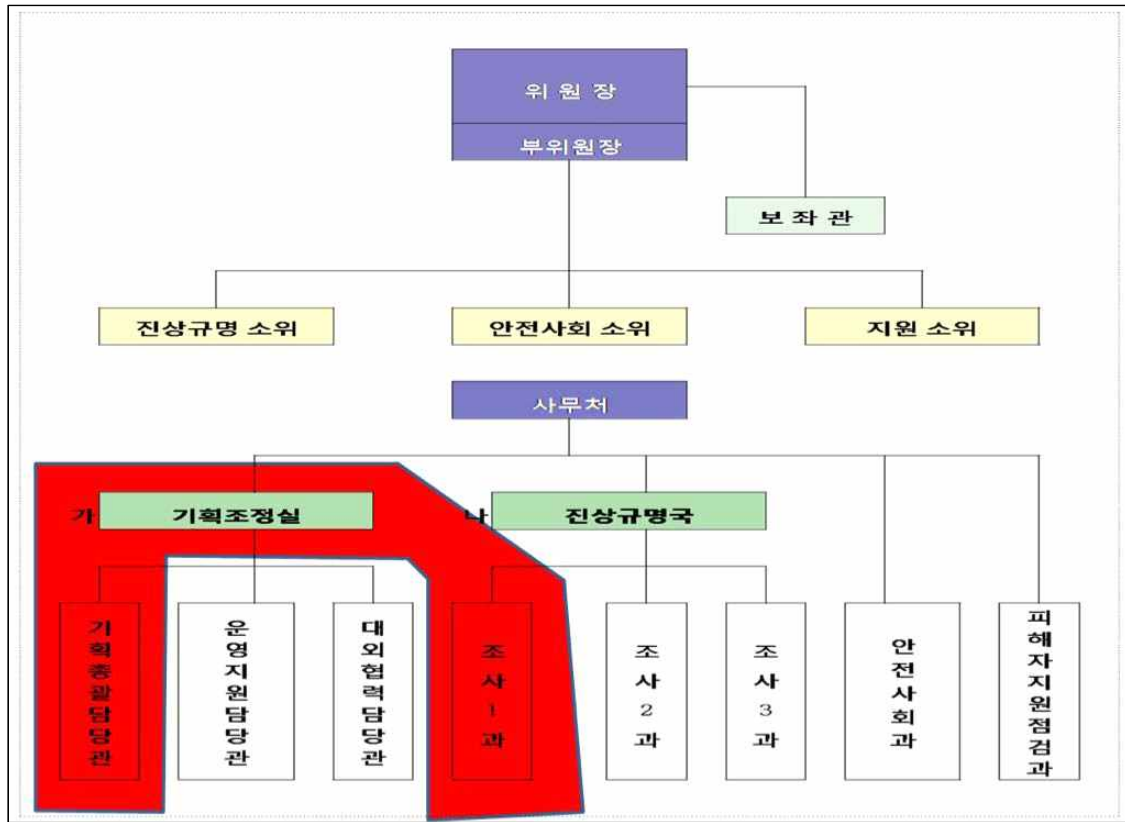 위 원 장
부위원장
보 좌 관
진상규명 소위
안전사회 소위
지원 소위
사무처
가
기획조정실
나
진상규명국
기획총괄담당관
운영지원담당관
대외협력담당관
조사1과
조사2과
조사3과
안전사회과
피해자지원점검과